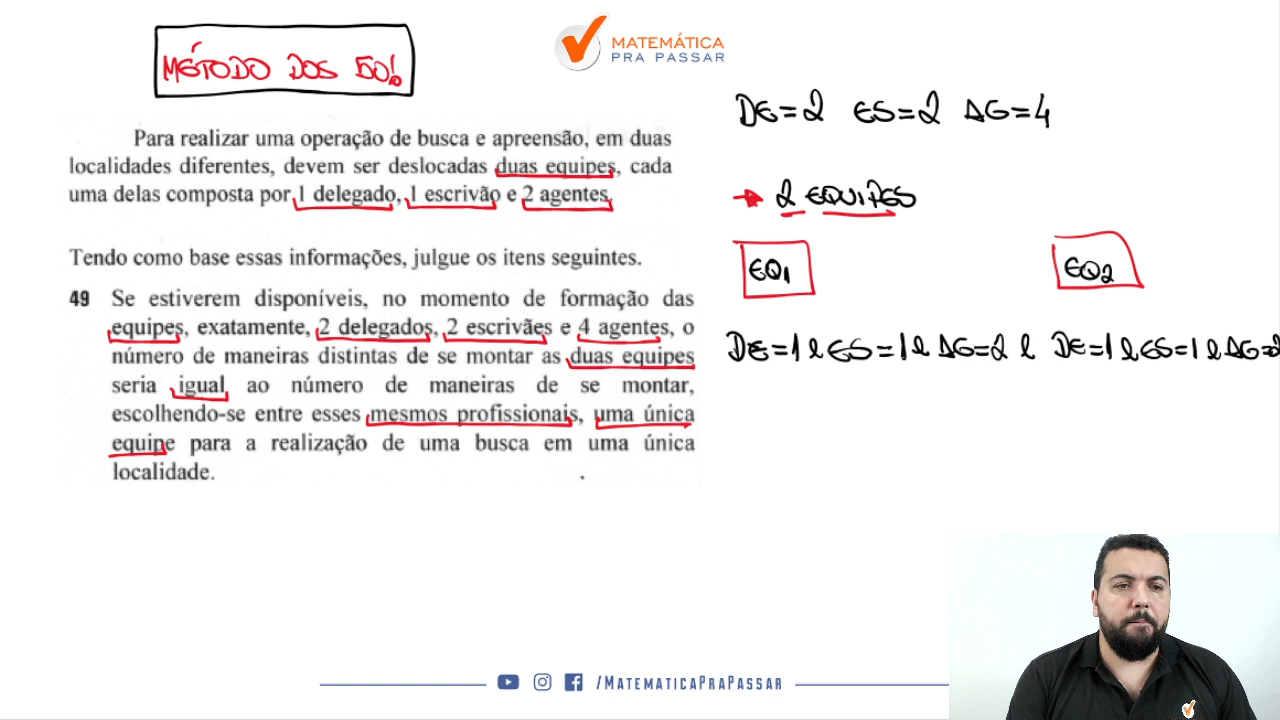 MÉTODO DOS 50!
MATEMÁTICA
PRA PASSAR
Para realizar uma operação de busca e apreensão, em duas
localidades diferentes, devem ser deslocadas duas equipes, cada
uma delas composta por 1 delegado, 1 escrivão e 2 agentes.
Tendo como base essas informações, julgue os itens seguintes.
49 Se estiverem disponíveis, no momento de formação das
equipes, exatamente, 2 delegados, 2 escrivães e 4 agentes, o
número de maneiras distintas de se montar as duas equipes
seria igual ao número de maneiras de se montar,
escolhendo-se entre esses mesmos profissionais, uma única
equipe para a realização de uma busca em uma única
localidade.
DE=2 ES=2 AG=4
2 EQUIPES
EQ1 EQ2
DE=1 e ES=1 e AG=2 e DE=1 e ES=1 e AG=2
/MATEMATICAPRAPASSAR